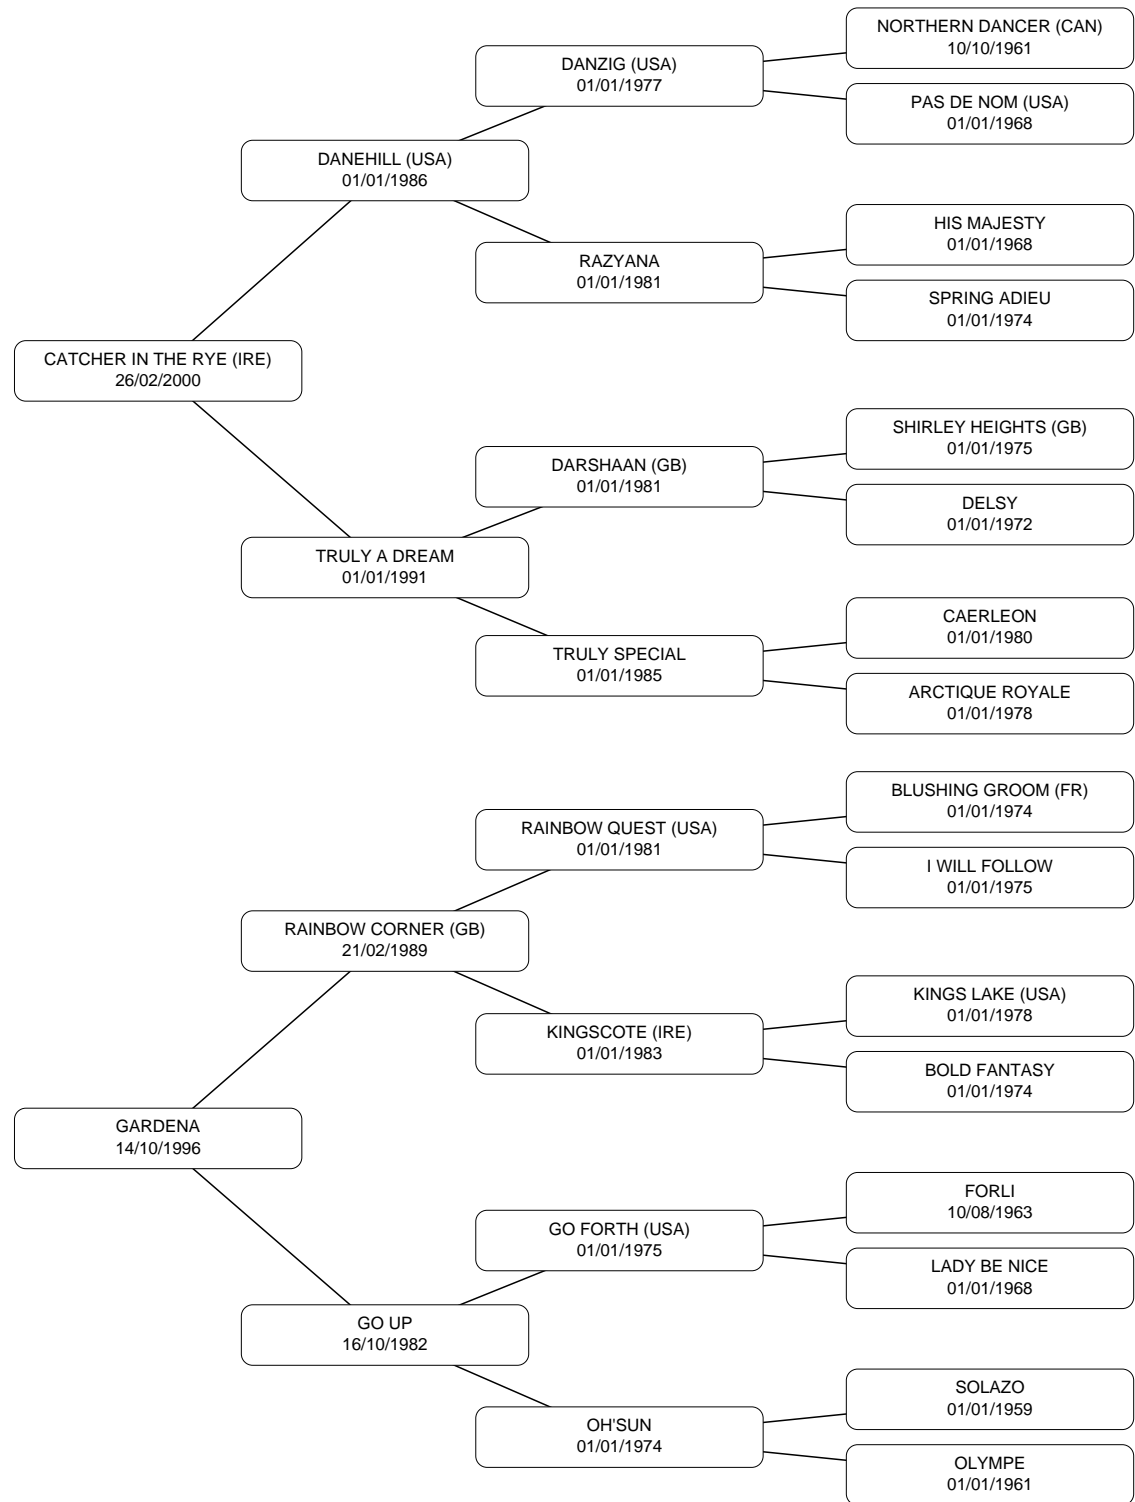 NORTHERN DANCER (CAN)
10/10/1961
DANZIG (USA)
01/01/1977
PAS DE NOM (USA)
01/01/1968
DANEHILL (USA)
01/01/1986
HIS MAJESTY
01/01/1968
RAZYANA
01/01/1981
SPRING ADIEU
01/01/1974
CATCHER IN THE RYE (IRE)
26/02/2000
SHIRLEY HEIGHTS (GB)
01/01/1975
DARSHAAN (GB)
01/01/1981
DELSY
01/01/1972
TRULY A DREAM
01/01/1991
CAERLEON
01/01/1980
TRULY SPECIAL
01/01/1985
ARCTIQUE ROYALE
01/01/1978
BLUSHING GROOM (FR)
01/01/1974
RAINBOW QUEST (USA)
01/01/1981
I WILL FOLLOW
01/01/1975
RAINBOW CORNER (GB)
21/02/1989
KINGS LAKE (USA)
01/01/1978
KINGSCOTE (IRE)
01/01/1983
BOLD FANTASY
01/01/1974
GARDENA
14/10/1996
FORLI
10/08/1963
GO FORTH (USA)
01/01/1975
LADY BE NICE
01/01/1968
GO UP
16/10/1982
SOLAZO
01/01/1959
OH'SUN
01/01/1974
OLYMPE
01/01/1961